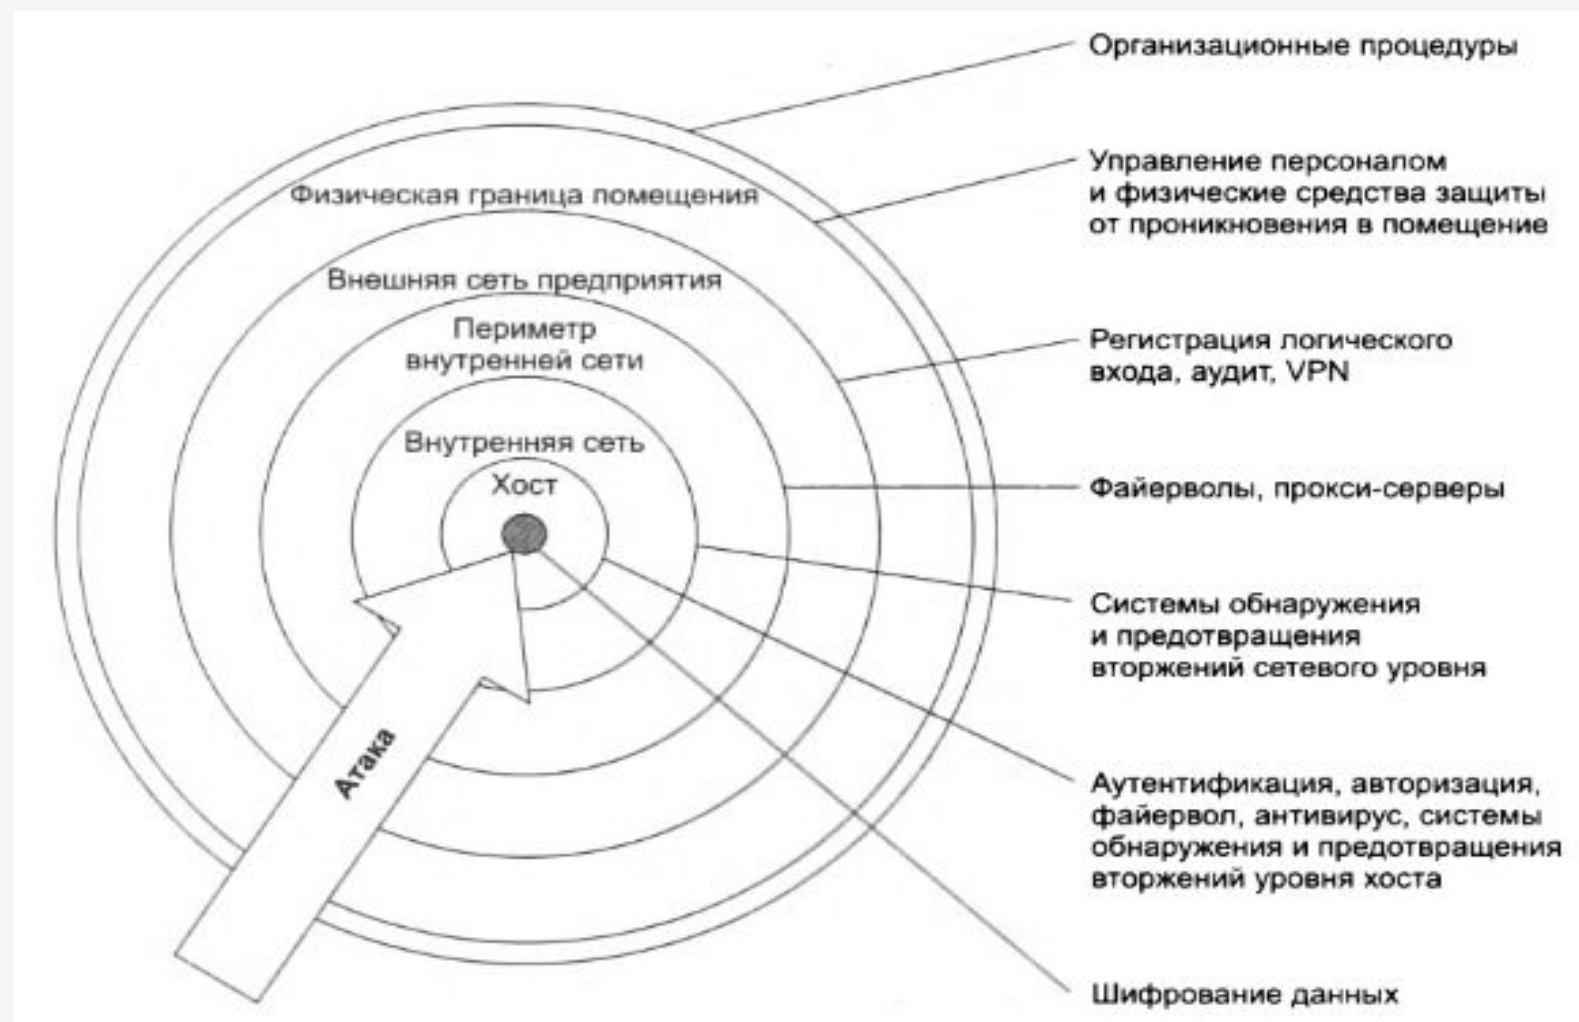 Организационные процедуры
Управление персоналом
и физические средства защиты
от проникновения в помещение
Физическая граница помещения
Внешняя сеть предприятия
Периметр
внутренней сети
Регистрация логического
входа, аудит, VPN
Внутренняя сеть
Хост
Файерволы, прокси-серверы
Системы обнаружения
и предотвращения
вторжений сетевого уровня
Атака
Аутентификация, авторизация,
файервол, антивирус, системы
обнаружения и предотвращения
вторжений уровня хоста
Шифрование данных